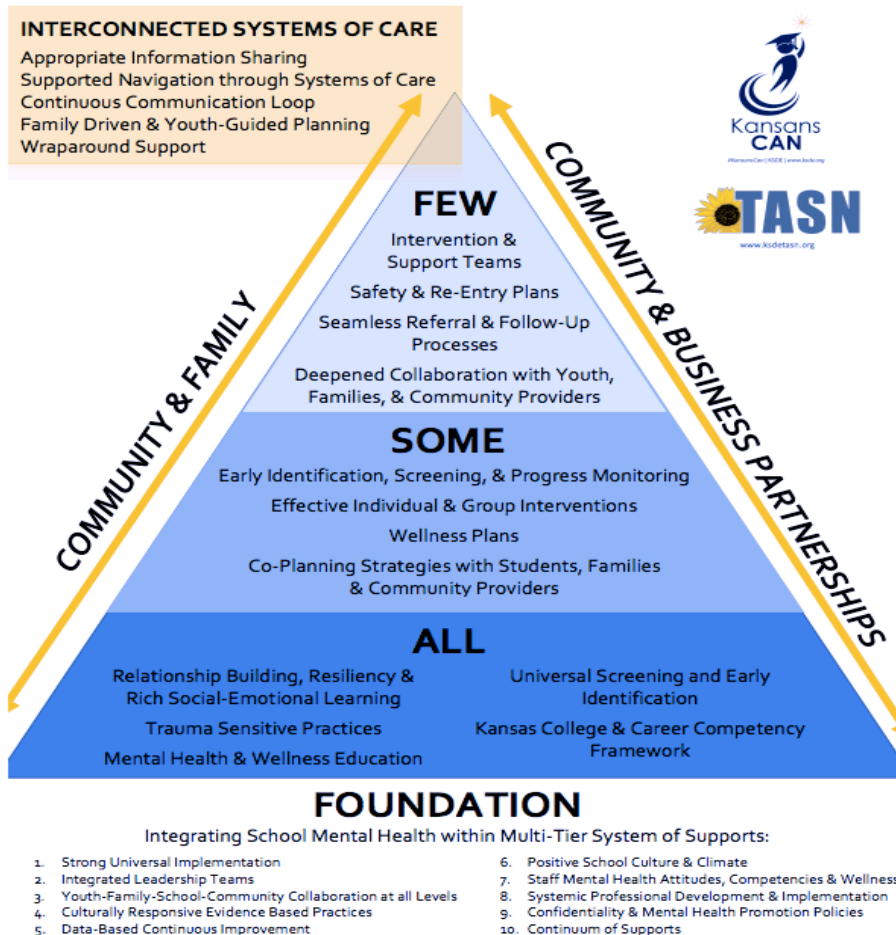 INTERCONNECTED SYSTEMS OF CARE
Appropriate Information Sharing
Supported Navigation through Systems of Care
Continuous Communication Loop
Family Driven & Youth-Guided Planning
Wraparound Support
Kansans
CAN
#KansansCan | KSDE | www.ksde.org
TASN
www.ksdetasn.org
COMMUNITY & FAMILY
COMMUNITY & BUSINESS PARTNERSHIPS
FEW
Intervention &
Support Teams
Safety & Re-Entry Plans
Seamless Referral & Follow-Up
Processes
Deepened Collaboration with Youth,
Families, & Community Providers
SOME
Early Identification, Screening, & Progress Monitoring
Effective Individual & Group Interventions
Wellness Plans
Co-Planning Strategies with Students, Families
& Community Providers
ALL
Relationship Building, Resiliency &
Rich Social-Emotional Learning
Trauma Sensitive Practices
Mental Health & Wellness Education
Universal Screening and Early
Identification
Kansas College & Career Competency
Framework
FOUNDATION
Integrating School Mental Health within Multi-Tier System of Supports:
1. Strong Universal Implementation
2. Integrated Leadership Teams
3. Youth-Family-School-Community Collaboration at all Levels
4. Culturally Responsive Evidence Based Practices
5. Data-Based Continuous Improvement
6. Positive School Culture & Climate
7. Staff Mental Health Attitudes, Competencies & Wellness
8. Systemic Professional Development & Implementation
9. Confidentiality & Mental Health Promotion Policies
10. Continuum of Supports